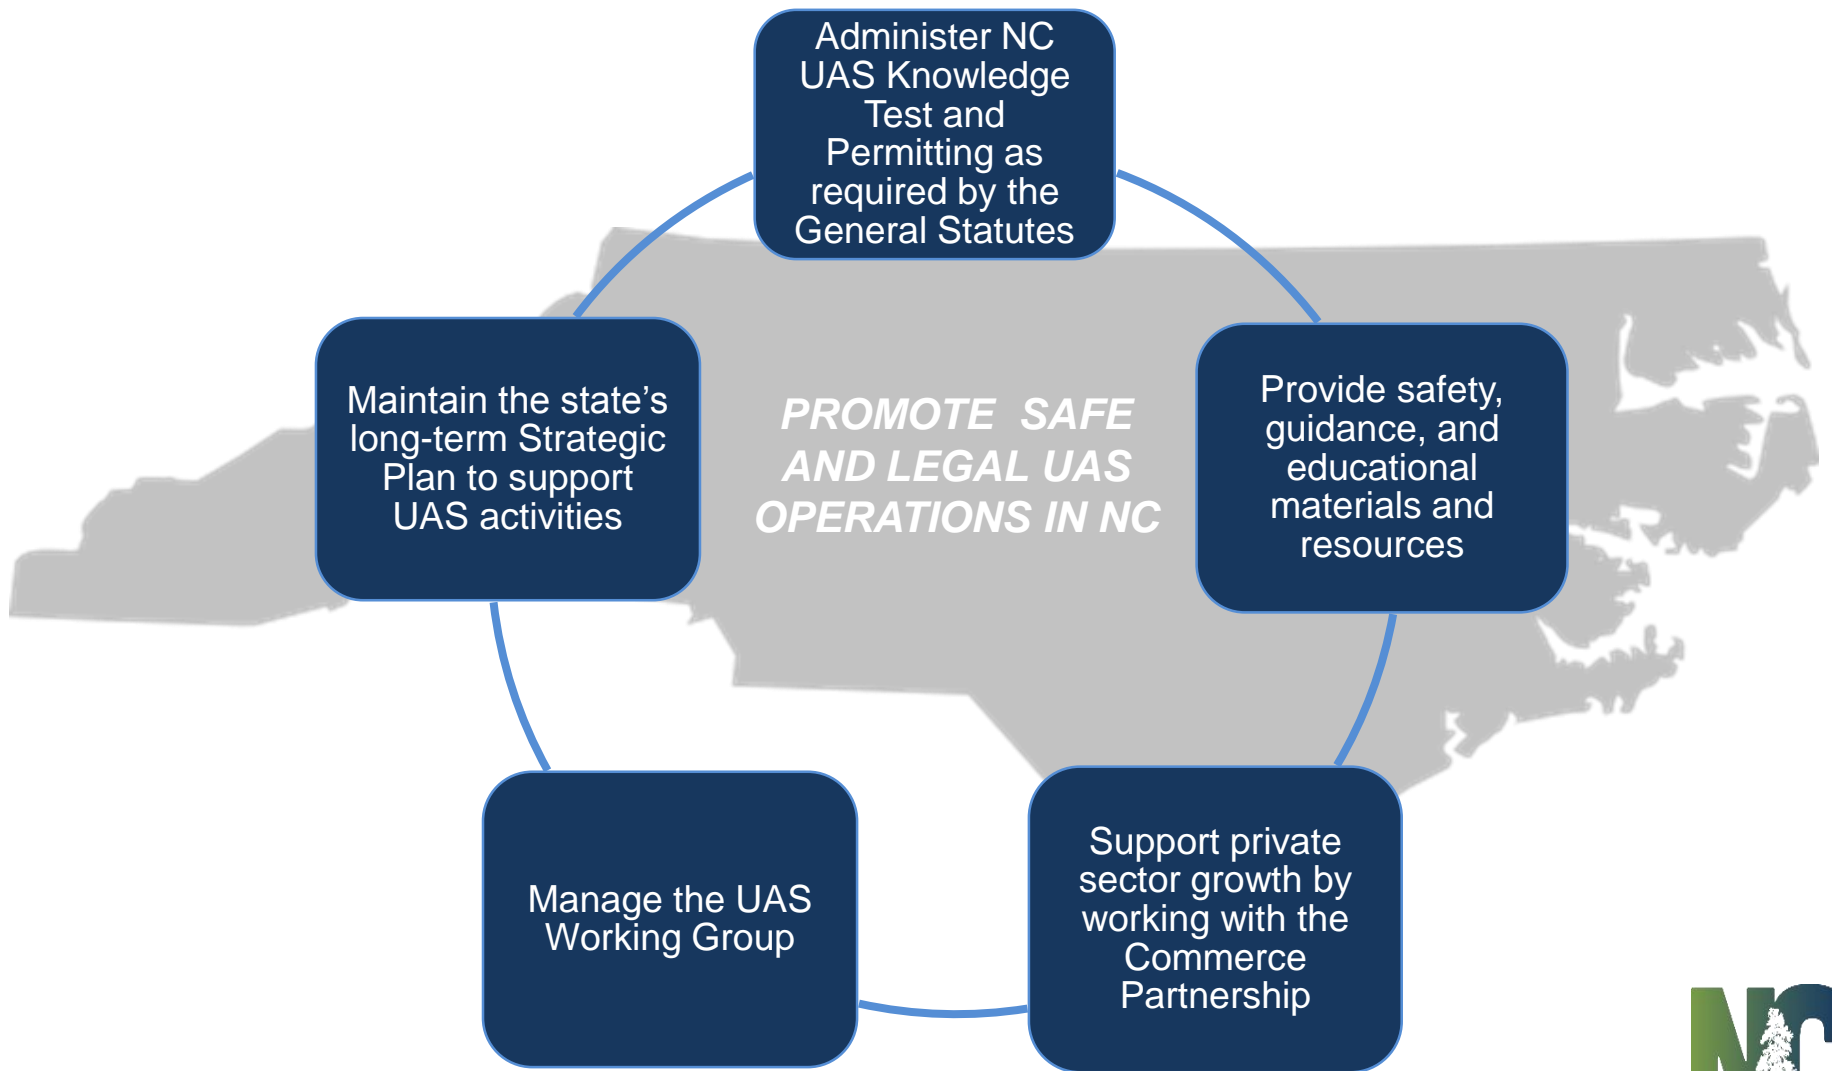 Administer NC
UAS Knowledge
Test and
Permitting as
required by the
General Statutes
Maintain the state’s
long-term Strategic
Plan to support
UAS activities
PROMOTE SAFE
AND LEGAL UAS
OPERATIONS IN NC
Provide safety,
guidance, and
educational
materials and
resources
Manage the UAS
Working Group
Support private
sector growth by
working with the
Commerce
Partnership
NC